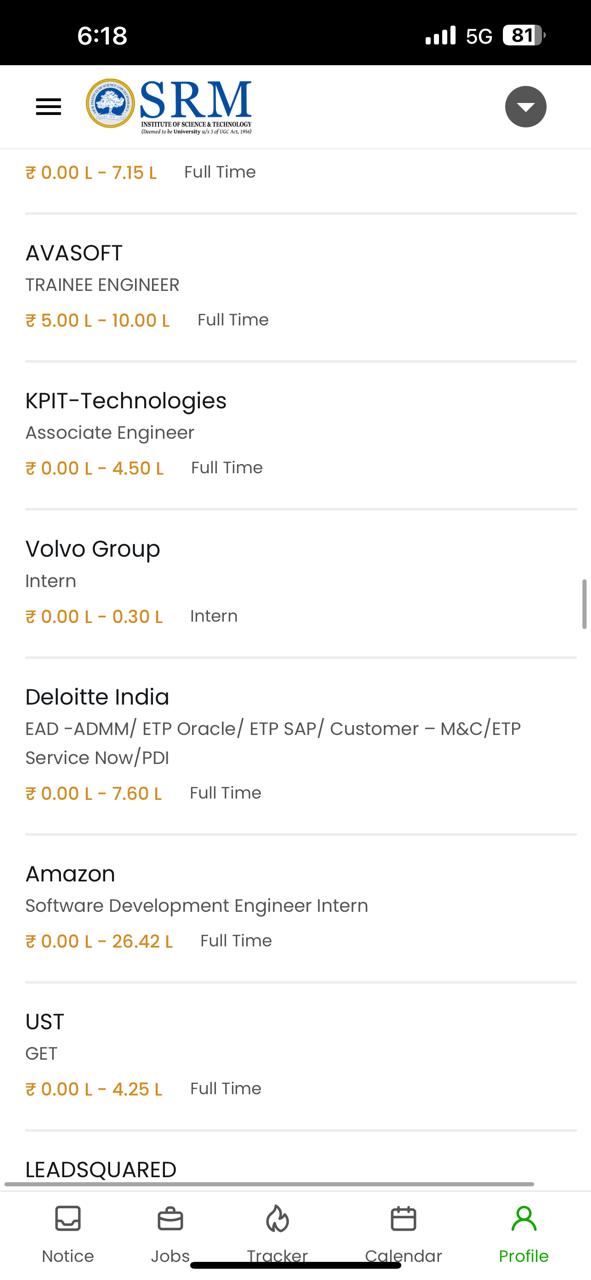 6:18
5G
81
SRM
INSTITUTE OF SCIENCE & TECHNOLOGY
(Deemed to be University u/s 3 of UGC Act, 1956)
₹ 0.00 L - 7.15 L Full Time
AVASOFT
TRAINEE ENGINEER
₹ 5.00 L - 10.00 L Full Time
KPIT-Technologies
Associate Engineer
₹ 0.00 L - 4.50 L Full Time
Volvo Group
Intern
₹ 0.00 L - 0.30 L Intern
Deloitte India
EAD -ADMM/ ETP Oracle/ ETP SAP/ Customer – M&C/ETP
Service Now/PDI
₹ 0.00 L - 7.60 L Full Time
Amazon
Software Development Engineer Intern
₹ 0.00 L - 26.42 L Full Time
UST
GET
₹ 0.00 L - 4.25 L Full Time
LEADSQUARED
Notice Jobs Tracker Calendar Profile